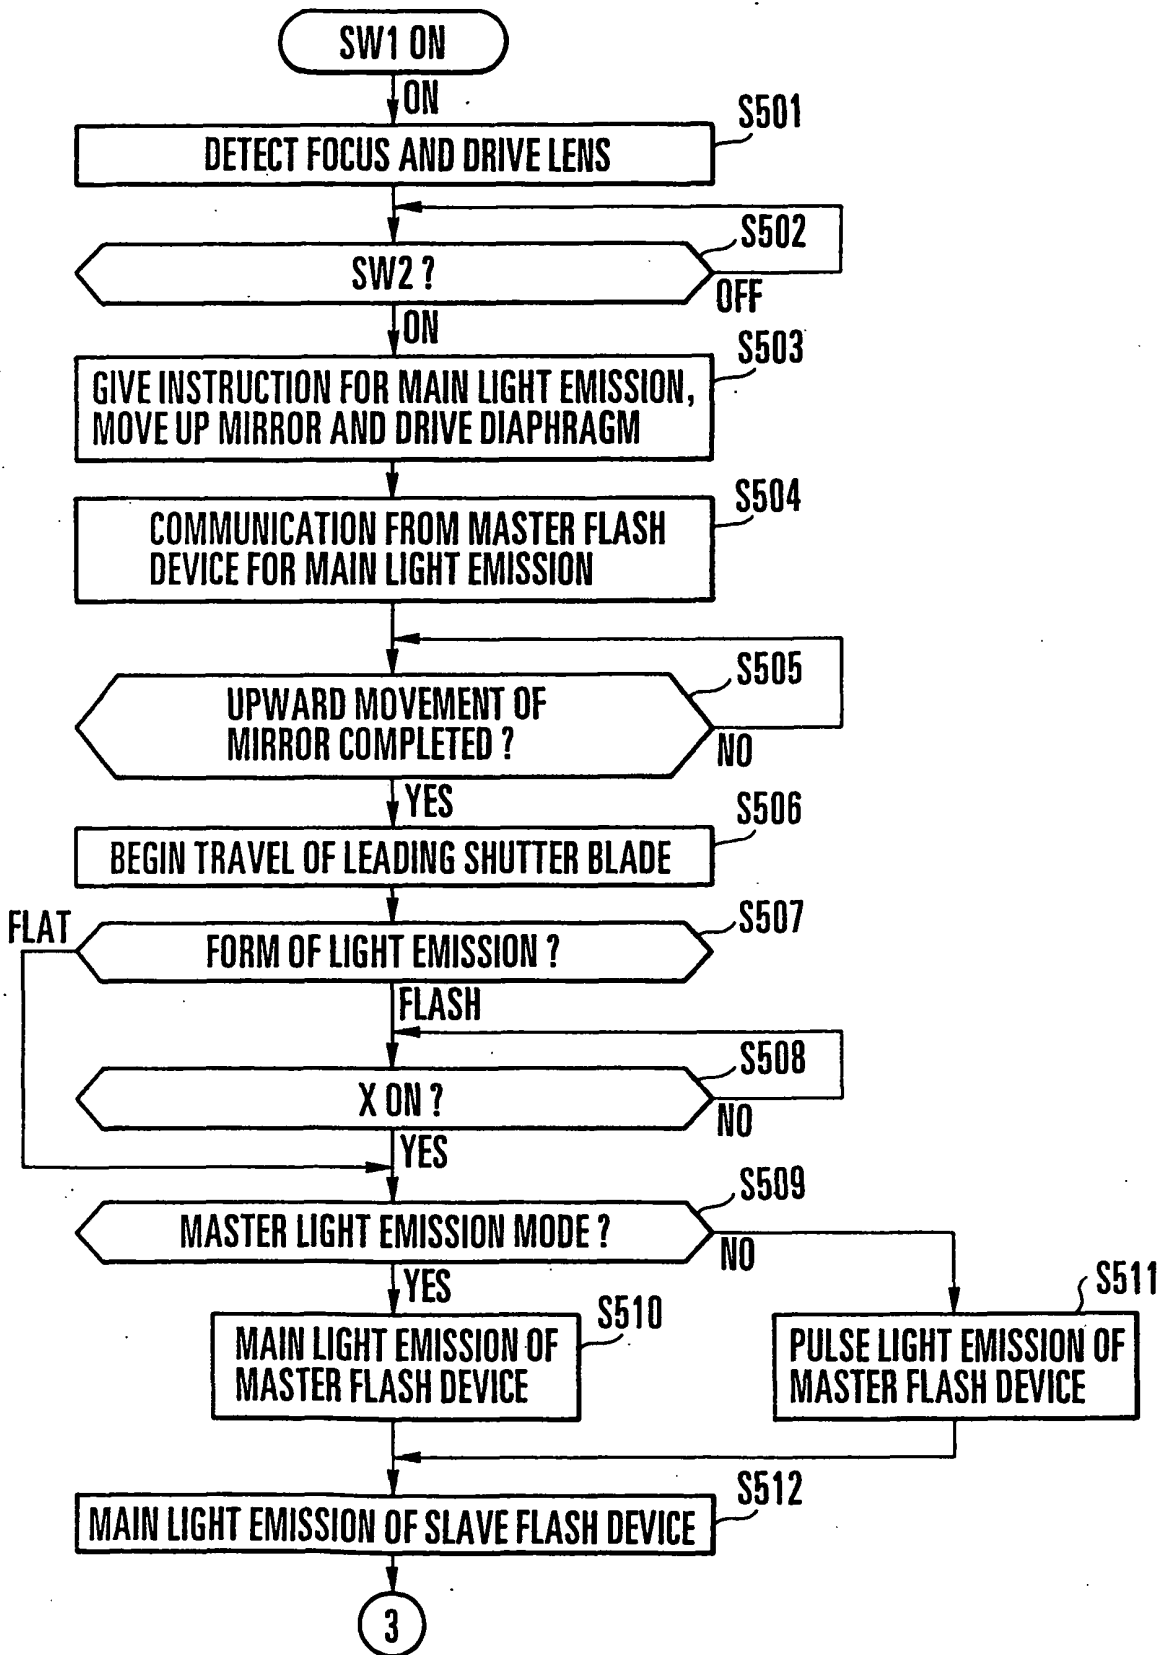 SW1 ON
ON
S501
DETECT FOCUS AND DRIVE LENS
S502
SW2 ?
OFF
ON
S503
GIVE INSTRUCTION FOR MAIN LIGHT EMISSION,
MOVE UP MIRROR AND DRIVE DIAPHRAGM
S504
COMMUNICATION FROM MASTER FLASH
DEVICE FOR MAIN LIGHT EMISSION
S505
UPWARD MOVEMENT OF
MIRROR COMPLETED ?
NO
YES
S506
BEGIN TRAVEL OF LEADING SHUTTER BLADE
S507
FLAT
FORM OF LIGHT EMISSION ?
FLASH
S508
X ON ?
NO
YES
S509
MASTER LIGHT EMISSION MODE ?
NO
YES
S510
MAIN LIGHT EMISSION OF
MASTER FLASH DEVICE
S511
PULSE LIGHT EMISSION OF
MASTER FLASH DEVICE
S512
MAIN LIGHT EMISSION OF SLAVE FLASH DEVICE
3